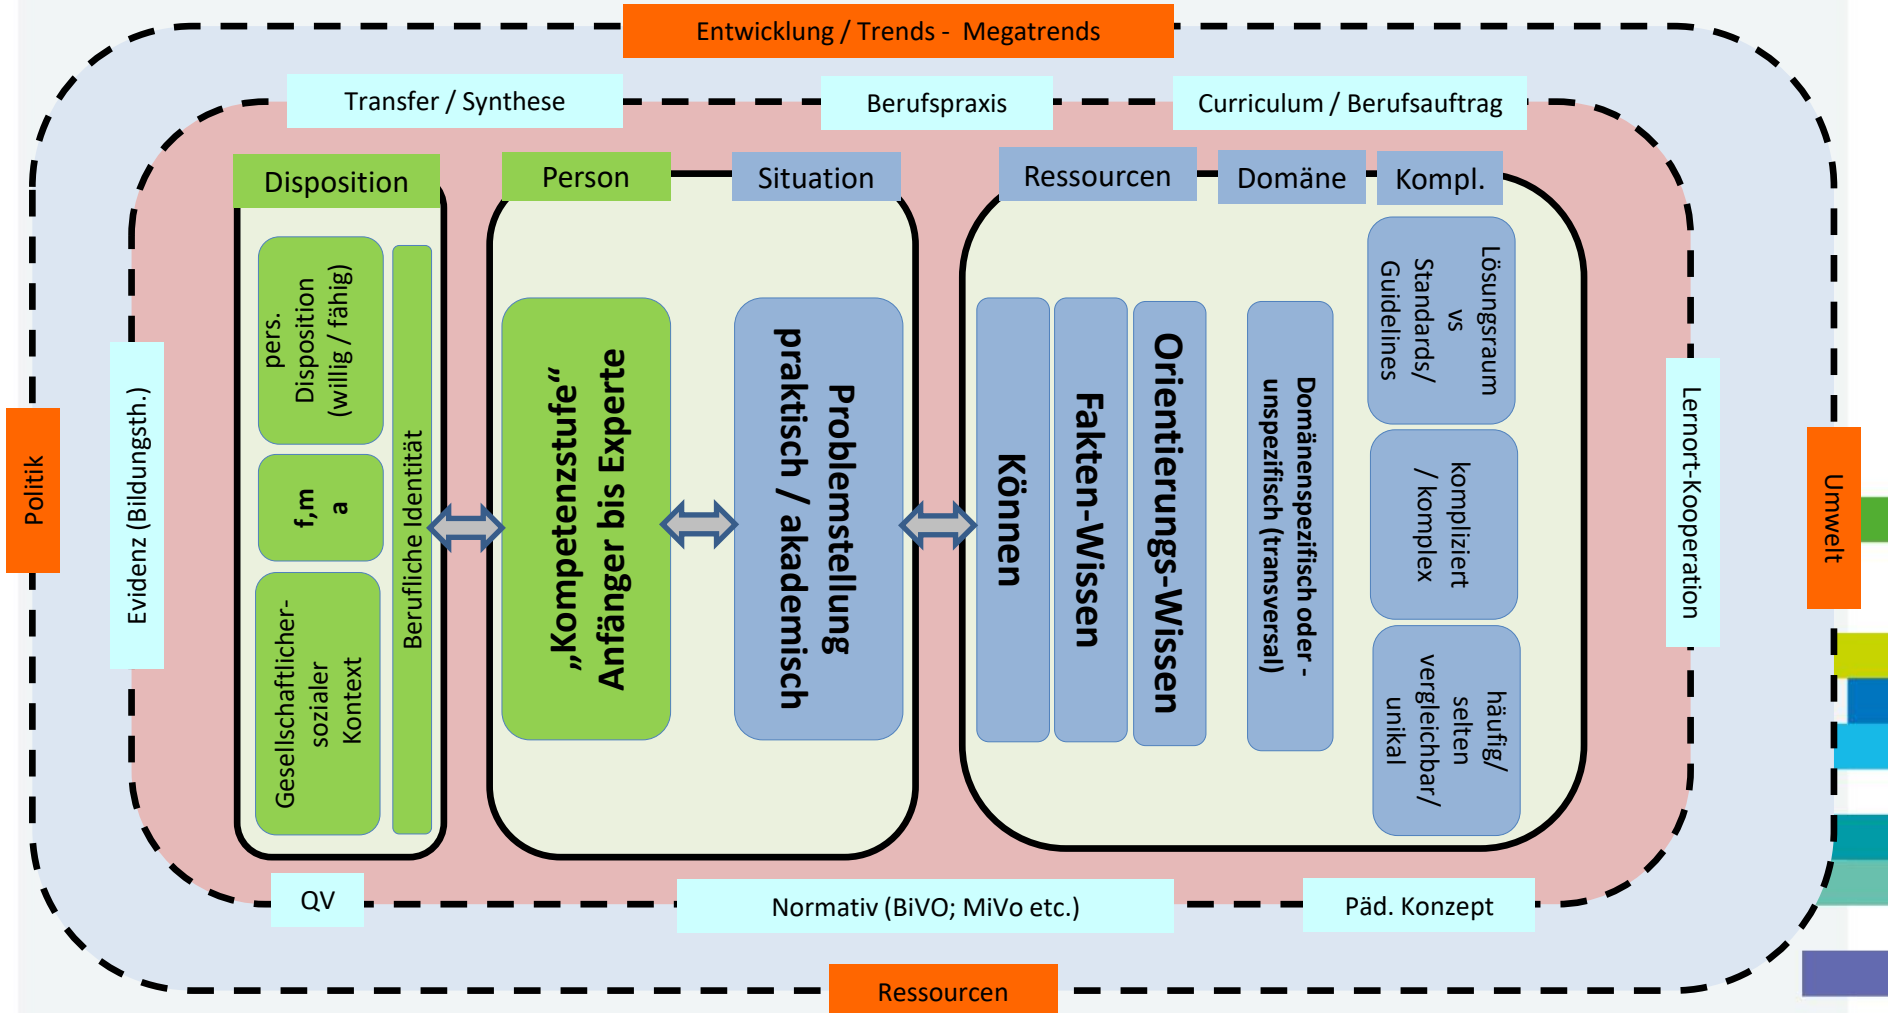 Entwicklung / Trends - Megatrends
Transfer / Synthese
Berufspraxis
Curriculum / Berufsauftrag
Disposition
Person
Situation
Ressourcen
Domäne
Kompl.
pers.
Disposition
(willig / fähig)
f,m
a
Gesellschaftlicher-
sozialer
Kontext
Berufliche Identität
„Kompetenzstufe“
Anfänger bis Experte
Problemstellung
praktisch / akademisch
Können
Fakten-Wissen
Orientierungs-Wissen
Domänenspezifisch oder -
unspezifisch (transversal)
Lösungsraum
vs
Standards/
Guidelines
kompliziert
/ komplex
häufig/
selten
vergleichbar/
unikal
Politik
Evidenz (Bildungsth.)
Lernort-Kooperation
Umwelt
QV
Normativ (BiVO; MiVo etc.)
Päd. Konzept
Ressourcen